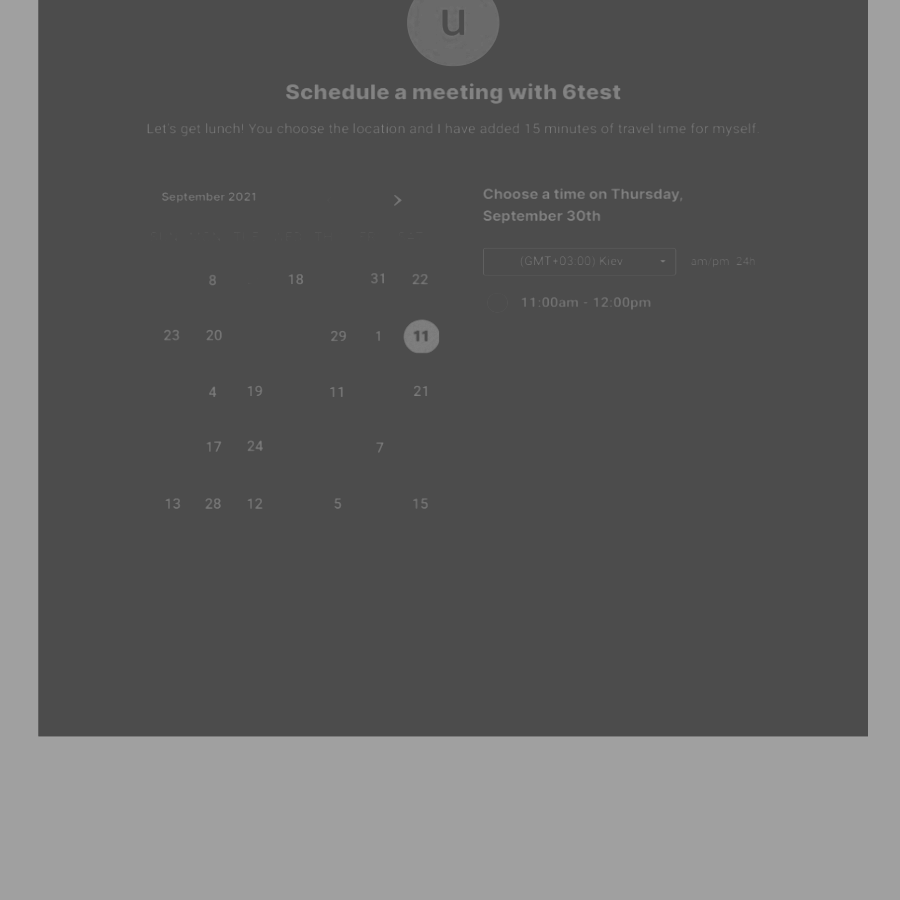 u
Schedule a meeting with 6test
Let's get lunch! You choose the location and I have added 15 minutes of travel time for myself.
September 2021
8 18 31 22
23 20 29 1 11
4 19 11 21
17 24 7
13 28 12 5 15
Choose a time on Thursday,
September 30th
(GMT+03:00) Kiev am/pm 24h
11:00am - 12:00pm